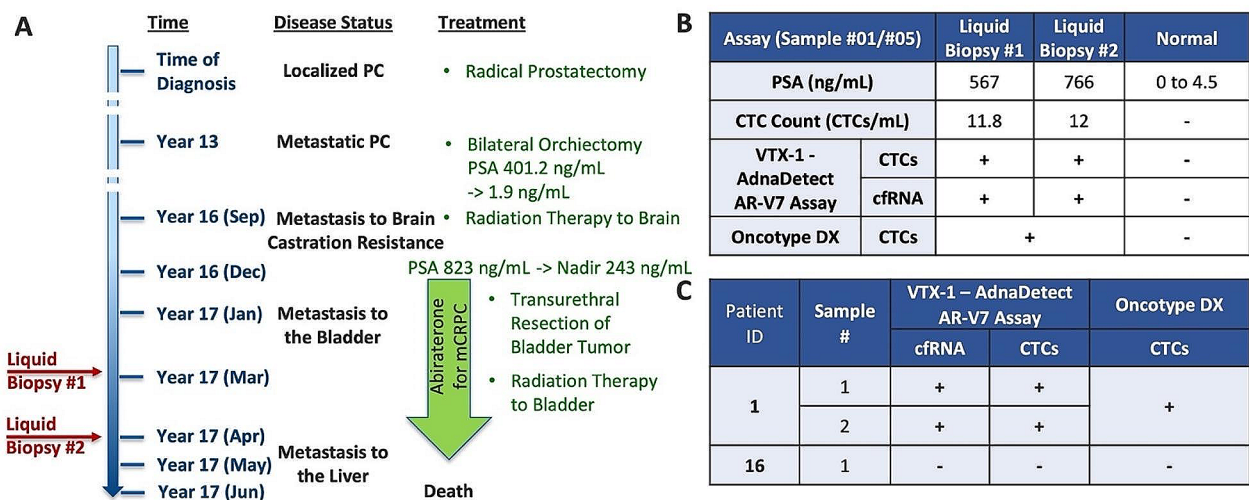 A
Time
Disease Status
Treatment
Time of
Diagnosis
Localized PC
• Radical Prostatectomy
Year 13
Metastatic PC
• Bilateral Orchiectomy
PSA 401.2 ng/mL
-> 1.9 ng/mL
Year 16 (Sep)
Metastasis to Brain
Castration Resistance
• Radiation Therapy to Brain
Year 16 (Dec)
PSA 823 ng/mL -> Nadir 243 ng/mL
Year 17 (Jan)
Metastasis to
the Bladder
Abiraterone
for mCRPC
• Transurethral
Resection of
Bladder Tumor
• Radiation Therapy
to Bladder
Liquid
Biopsy #1
Year 17 (Mar)
Liquid
Biopsy #2
Year 17 (Apr)
Year 17 (May)
Metastasis to
the Liver
Year 17 (Jun)
Death
B
Assay (Sample #01/#05)
Liquid
Biopsy #1
Liquid
Biopsy #2
Normal
PSA (ng/mL)
567
766
0 to 4.5
CTC Count (CTCs/mL)
11.8
12
-
VTX-1 -
AdnaDetect
AR-V7 Assay
CTCs
+
+
-
cfRNA
+
+
-
Oncotype DX
CTCs
+
-
C
Patient
ID
Sample
#
VTX-1 – AdnaDetect
AR-V7 Assay
Oncotype DX
cfRNA
CTCs
CTCs
1
1
+
+
+
2
+
+
16
1
-
-
-